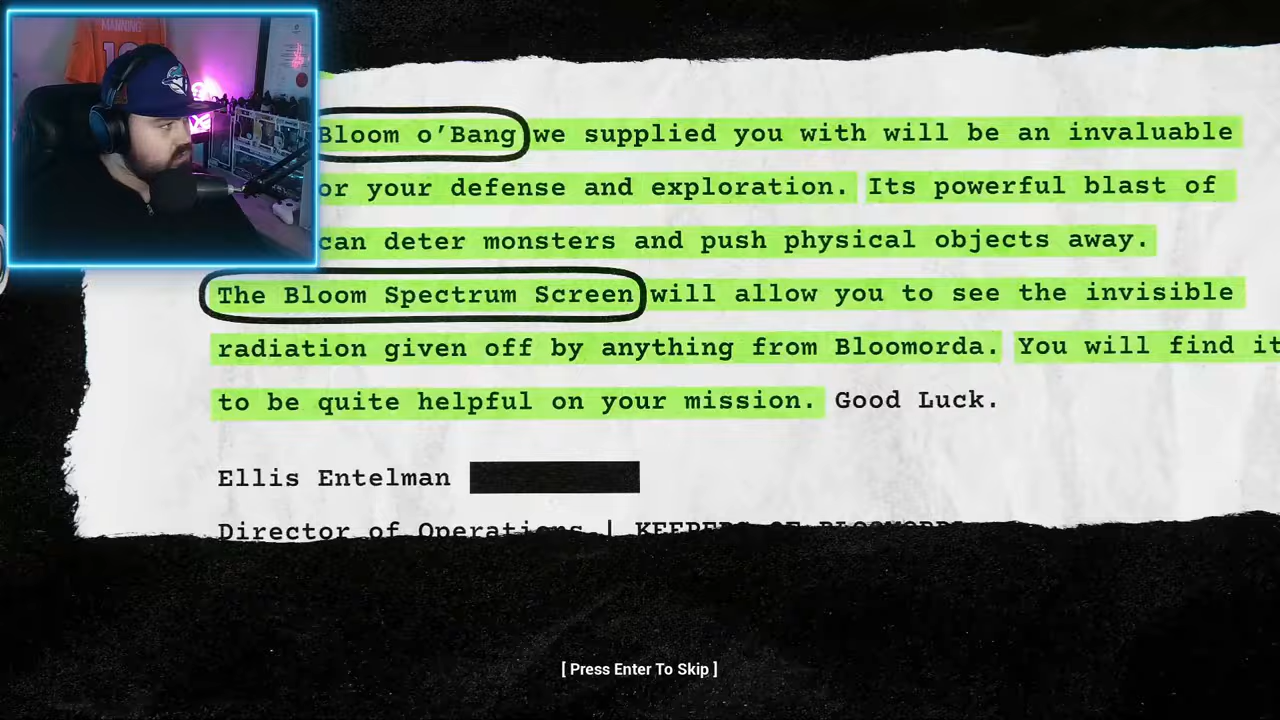 MANNING
Bloom o'Bang we supplied you with will be an invaluable
or your defense and exploration. Its powerful blast of
can deter monsters and push physical objects away.
The Bloom Spectrum Screen will allow you to see the invisible
radiation given off by anything from Bloomorda. You will find it
to be quite helpful on your mission. Good Luck.
Ellis Entelman
Director of Operations | KEEPERS OF
[ Press Enter To Skip ]